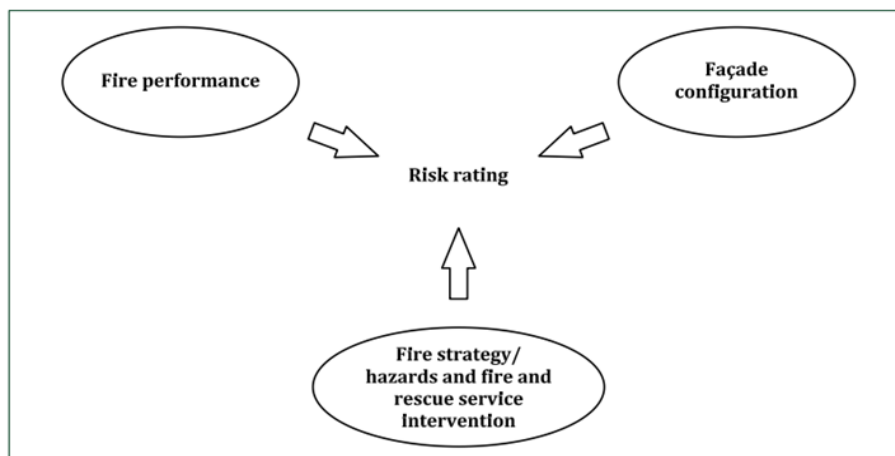 Fire performance
Façade
configuration
Risk rating
Fire strategy/
hazards and fire and
rescue service
intervention